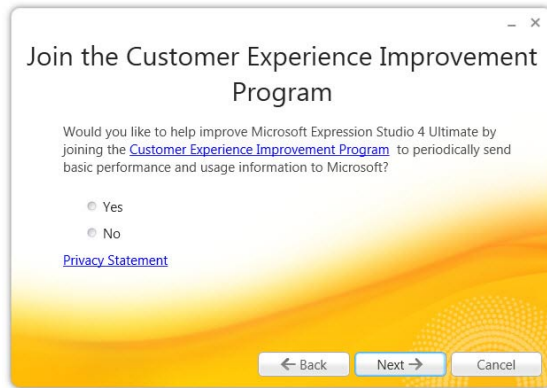 Join the Customer Experience Improvement
Program
Would you like to help improve Microsoft Expression Studio 4 Ultimate by
joining the Customer Experience Improvement Program to periodically send
basic performance and usage information to Microsoft?
Yes
No
Privacy Statement
Back Next Cancel